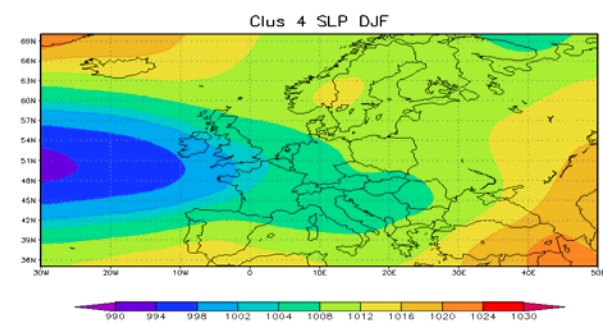 Clus 4 SLP DJF
69N
66N
63N
60N
57N
54N
51N
48N
45N
42N
39N
36N
30W 20W 10W 0 10E 20E 30E 40E 50E
990 994 998 1002 1004 1008 1012 1016 1020 1024 1030